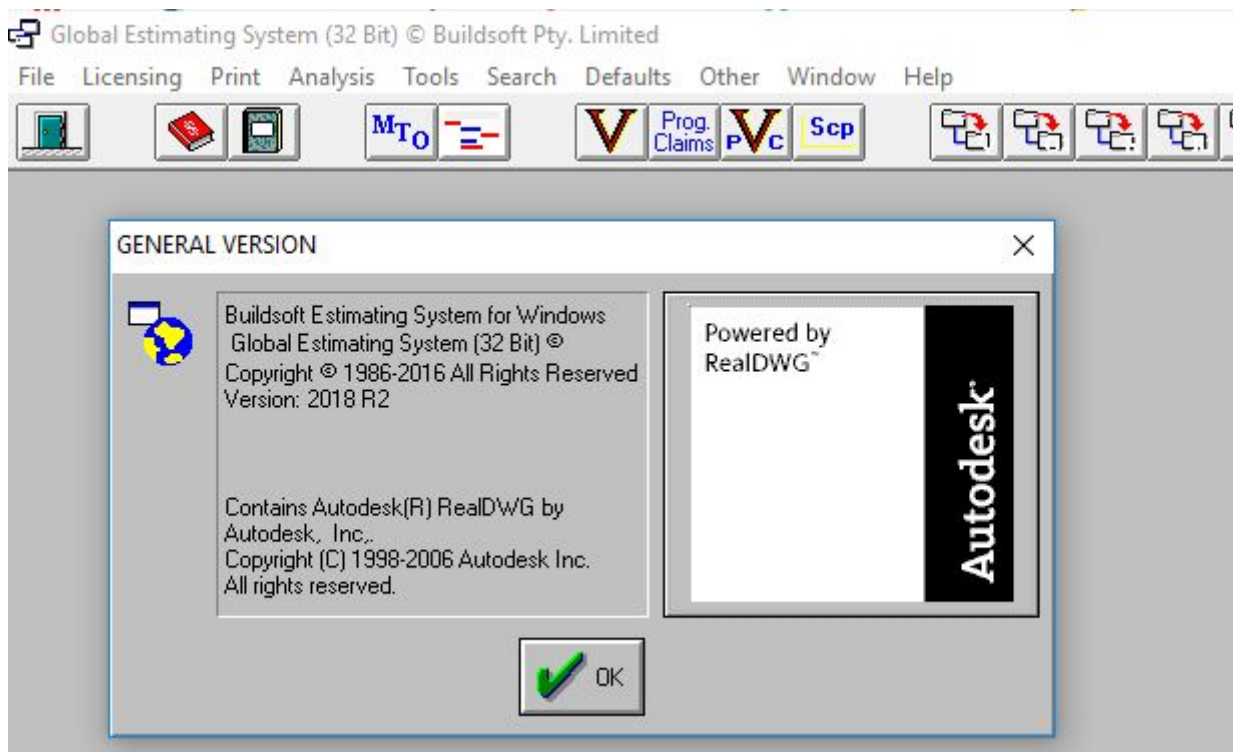 Global Estimating System (32 Bit) © Buildsoft Pty. Limited
File Licensing Print Analysis Tools Search Defaults Other Window Help
MTO V Prog. Claims PVC Scp
GENERAL VERSION
Buildsoft Estimating System for Windows
Global Estimating System (32 Bit) ©
Copyright © 1986-2016 All Rights Reserved
Version: 2018 R2
Contains Autodesk(R) RealDWG by
Autodesk, Inc,.
Copyright (C) 1998-2006 Autodesk Inc.
All rights reserved.
Powered by
RealDWG™
Autodesk®
OK